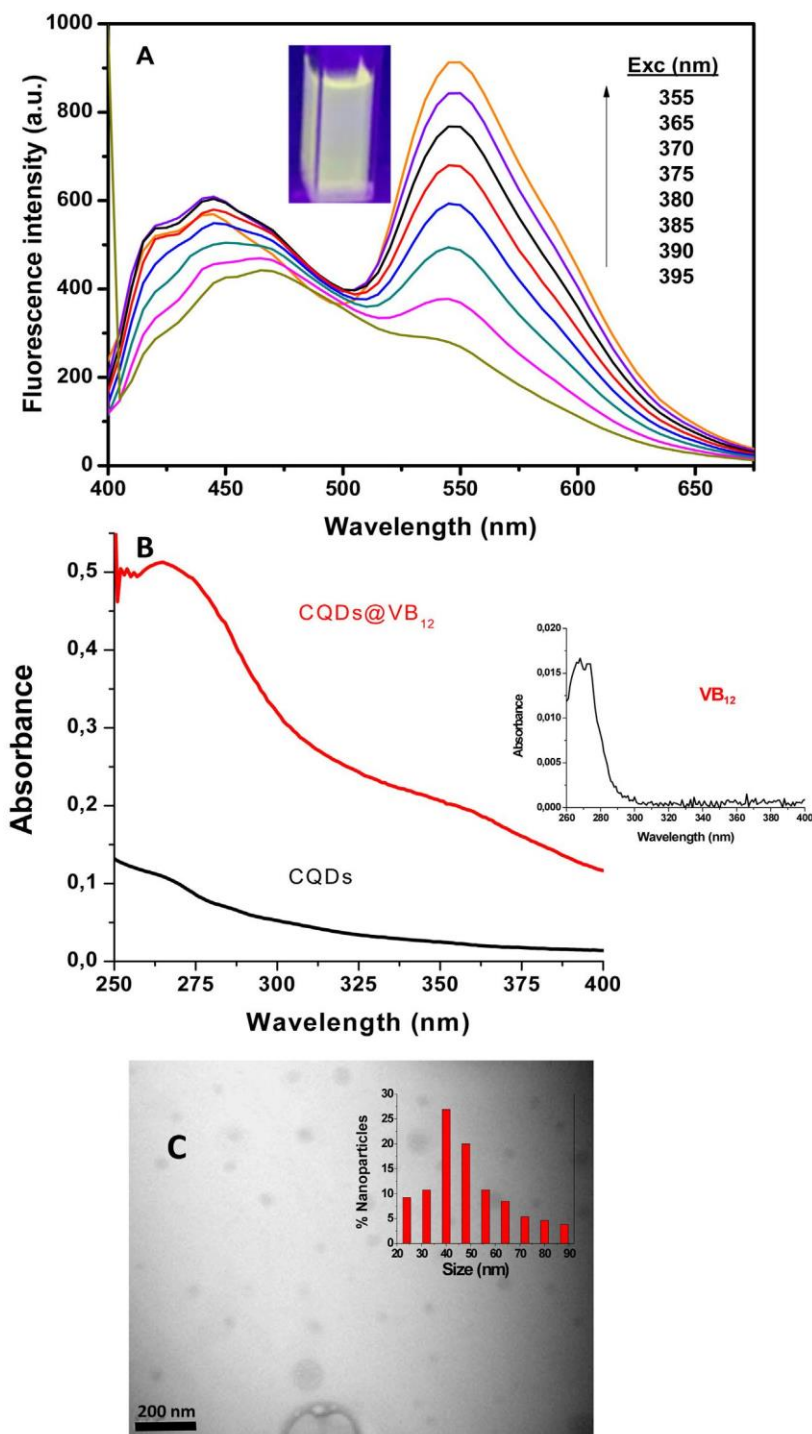 A
Exc (nm)
355
365
370
375
380
385
390
395
1000
800
600
400
200
0
Fluorescence intensity (a.u.)
400 450 500 550 600 650
Wavelength (nm)
B
CQDs@VB12
CQDs
0,5
0,4
0,3
0,2
0,1
0,0
Absorbance
250 275 300 325 350 375 400
Wavelength (nm)
VB12
0,020
0,015
0,010
0,005
0,000
Absorbance
260 280 300 320 340 360 380 400
Wavelength (nm)
C
30
25
20
15
10
5
0
% Nanoparticles
20 30 40 50 60 70 80 90
Size (nm)
200 nm